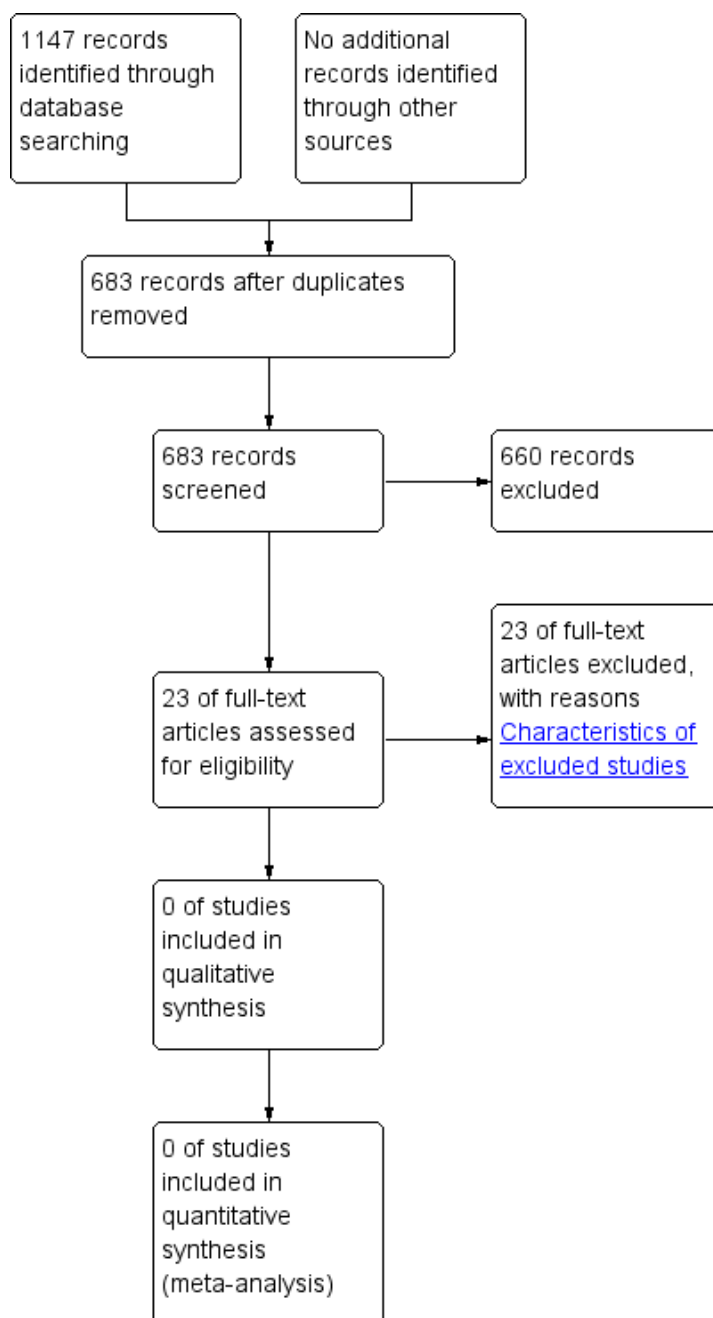 1147 records
identified through
database
searching
No additional
records identified
through other
sources
683 records after duplicates
removed
683 records
screened
660 records
excluded
23 of full-text
articles assessed
for eligibility
23 of full-text
articles excluded,
with reasons
Characteristics of
excluded studies
0 of studies
included in
qualitative
synthesis
0 of studies
included in
quantitative
synthesis
(meta-analysis)